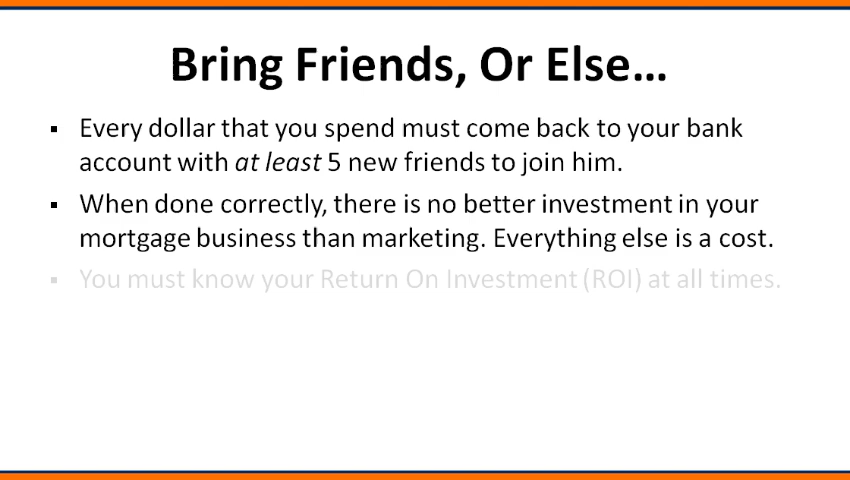 Bring Friends, Or Else…
▪ Every dollar that you spend must come back to your bank
account with at least 5 new friends to join him.
▪ When done correctly, there is no better investment in your
mortgage business than marketing. Everything else is a cost.
▪ You must know your Return On Investment (ROI) at all times.